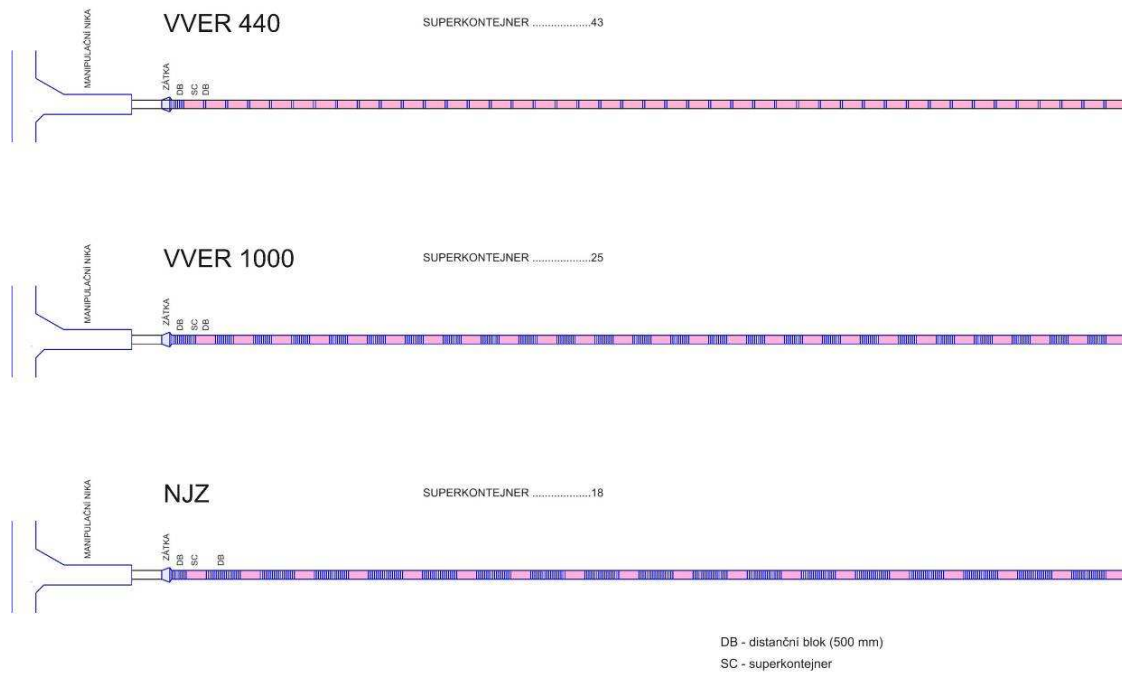 VVER 440
SUPERKONTEJNER ...................43
MANIPULAČNÍ NIKA
ZÁTKA
DB
SC
DB
VVER 1000
SUPERKONTEJNER ...................25
MANIPULAČNÍ NIKA
ZÁTKA
DB
SC
DB
NJZ
SUPERKONTEJNER ...................18
MANIPULAČNÍ NIKA
ZÁTKA
DB
SC
DB
DB - distanční blok (500 mm)
SC - superkontejner